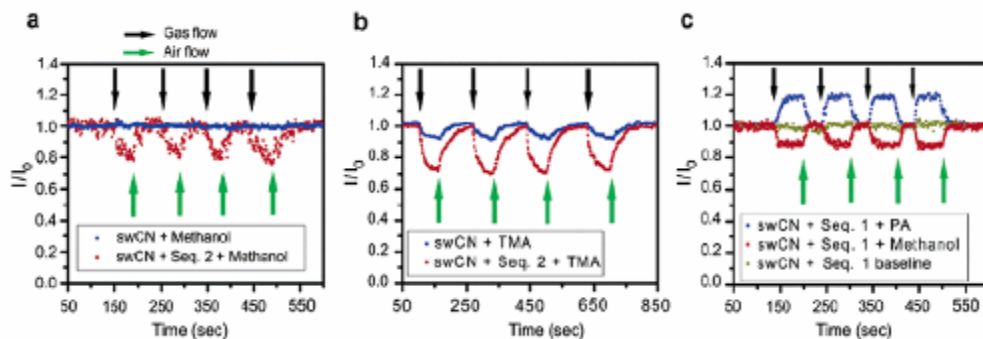 a
Gas flow
Air flow
1.4
1.2
1.0
0.8
0.6
0.4
0.2
0.0
I/I0
swCN + Methanol
swCN + Seq. 2 + Mathanol
50 150 250 350 450 550
Time (sec)
b
1.4
1.2
1.0
0.8
0.6
0.4
0.2
0.0
I/I0
swCN + TMA
swCN + Seq. 2 + TMA
50 250 450 650 850
Time (sec)
c
1.4
1.2
1.0
0.8
0.6
0.4
0.2
0.0
I/I0
swCN + Seq. 1 + PA
swCN + Seq. 1 + Methanol
swCN + Seq. 1 baseline
50 150 250 350 450 550
Time (sec)